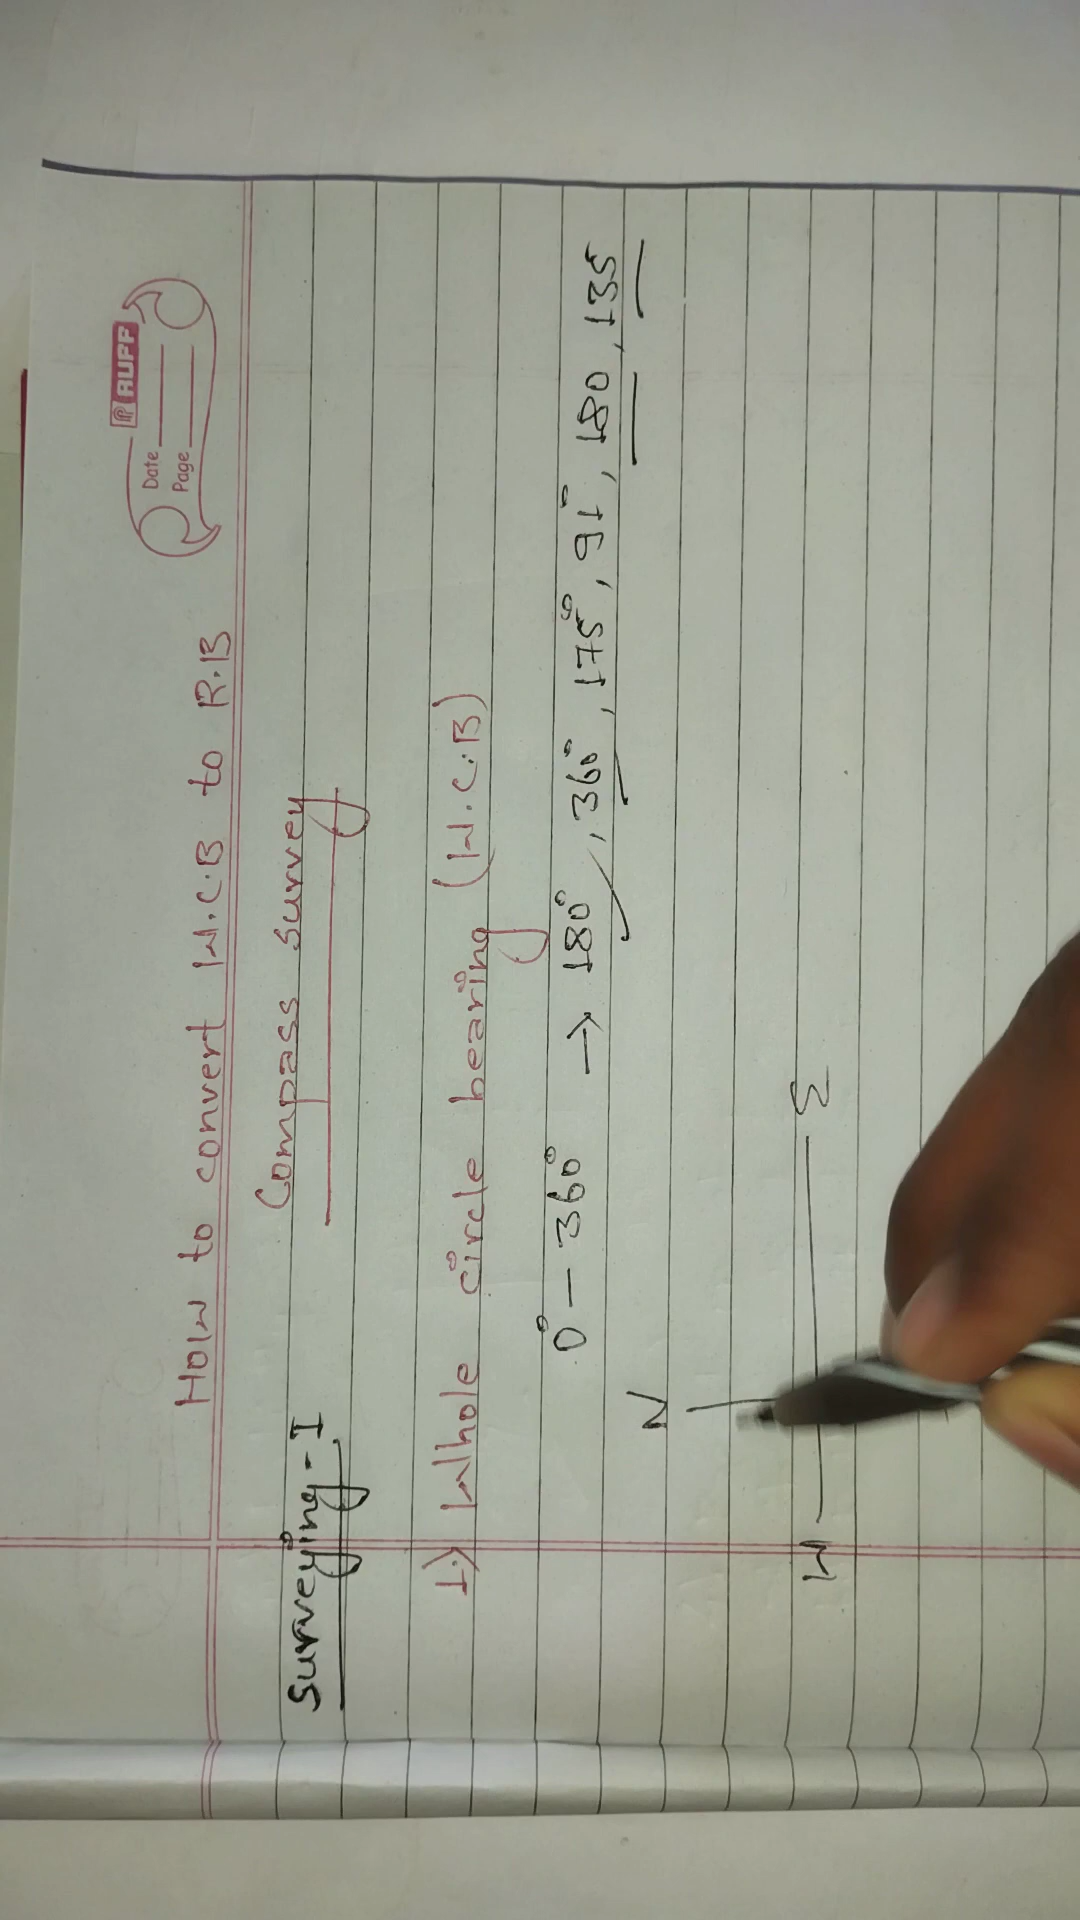 RUFF
Date
Page
How to convert W.C.B to R.B
Surveying-I Compass Survey
1) Whole circle bearing (W.C.B)
0° - 360° → 180°, 360°, 175°, 91°, 180, 135
N
W E